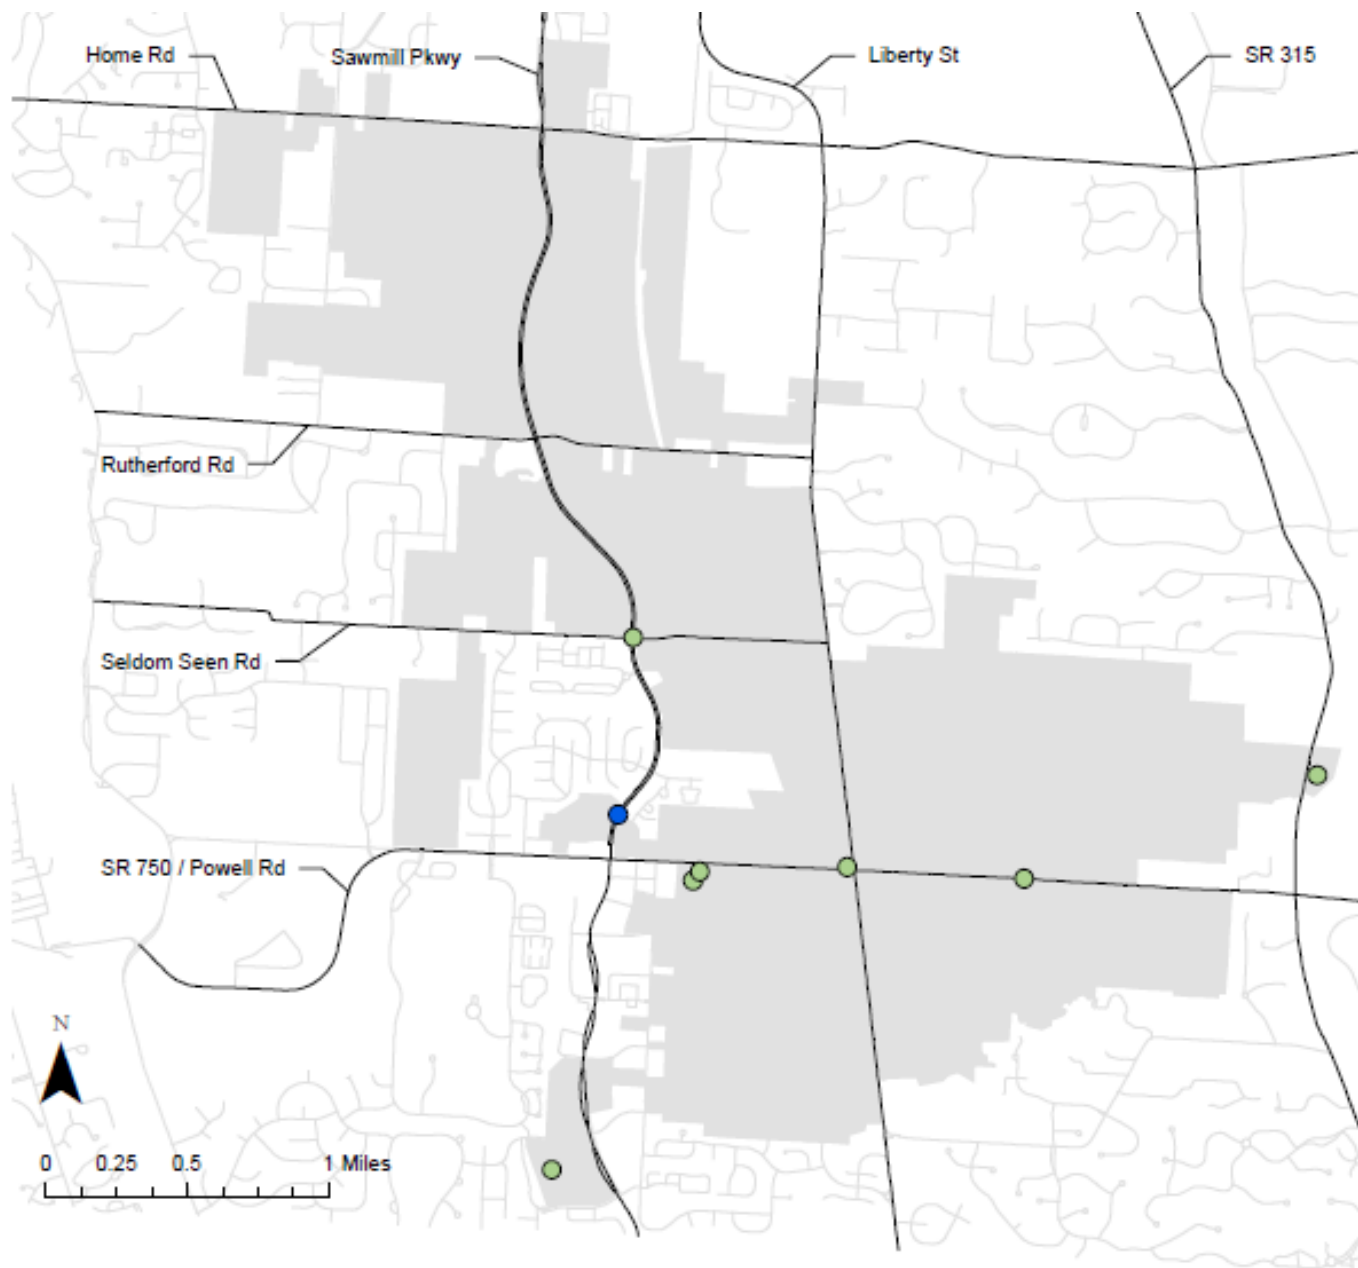 Home Rd
Sawmill Pkwy
Liberty St
SR 315
Rutherford Rd
Seldom Seen Rd
SR 750 / Powell Rd
N
0 0.25 0.5 1 Miles